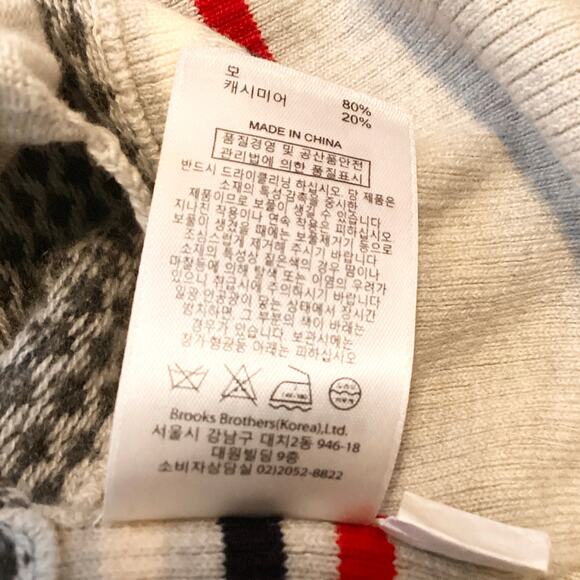 모 80%
캐시미어 20%
MADE IN CHINA
품질경영 및 공산품안전
관리법에 의한 품질표시
반드시 드라이클리닝 하십시오. 당 제품은
소재의 특성 감촉을 중시한
제품이므로 보풀이 생길 수 있습니다
지나친 착용이나 연속 착용은 피하십시오
보풀이 생겼을때에는 보풀제거기 등으로
조심스럽게 제거해 주십시오
소재의 특성상 짙은색의 경우 땀이나
마찰등에 의해 탈색 또는 이염의 우려가
있으니 취급시에 주의하시기 바랍니다
일광 인공광이 닿는 상태에서 장시간
방치하면 그 부분의 색이 바래는
경우가 있습니다. 보관시에는
장가 형광등 아래는 피하십시오
드라이
Brooks Brothers(Korea),Ltd.
서울시 강남구 대치2동 946-18
대원빌딩 9층
소비자상담실 02)2052-8822